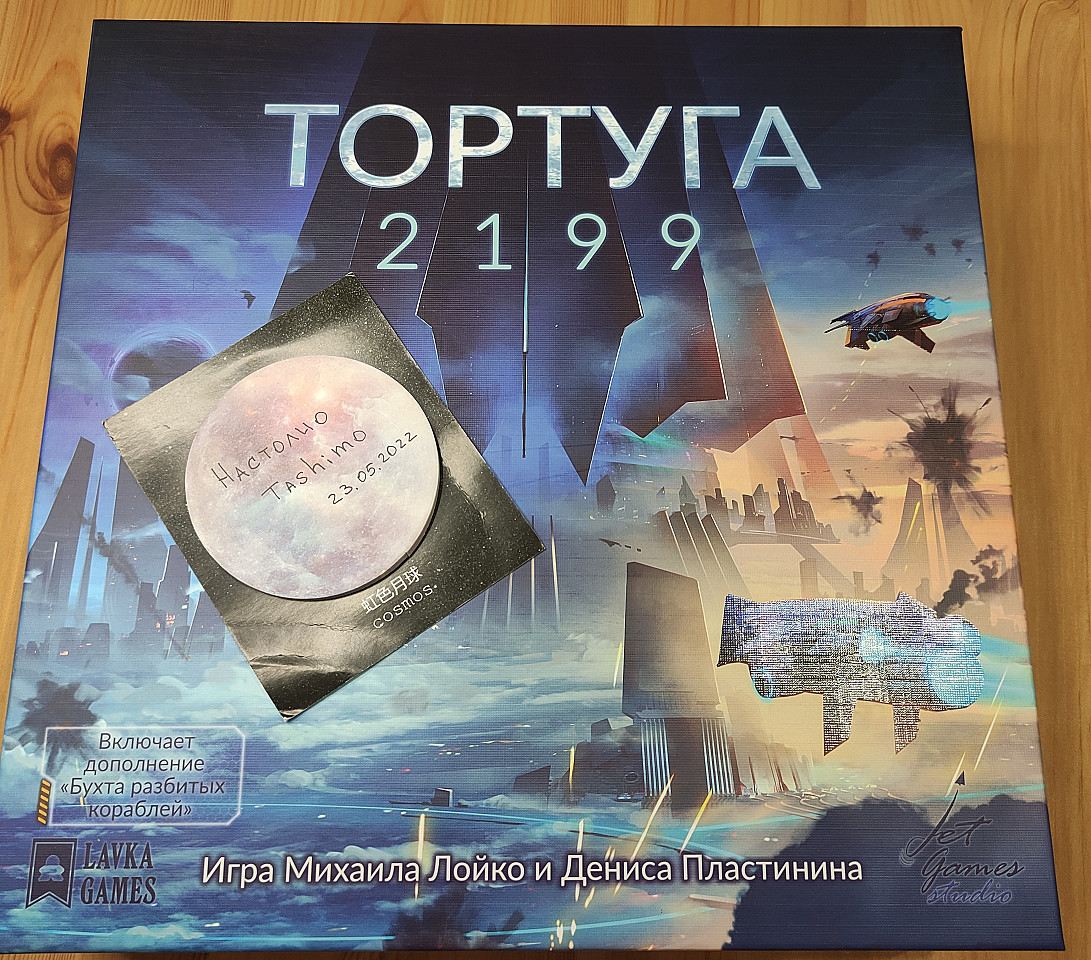 ТОРТУГА
2199
Настолио
Tashimo
23.05.2022
虹色月球
COSMOS.
Включает
дополнение
«Бухта разбитых
кораблей»
LAVKA
GAMES
Игра Михаила Лойко и Дениса Пластинина
Jet
Games
studio